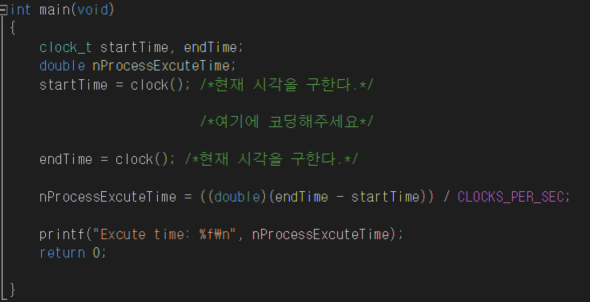 int main(void)
{
clock_t startTime, endTime;
double nProcessExcuteTime;
startTime = clock(); /*현재 시각을 구한다.*/
/*여기에 코딩해주세요*/
endTime = clock(); /*현재 시각을 구한다.*/
nProcessExcuteTime = ((double)(endTime - startTime)) / CLOCKS_PER_SEC;
printf("Excute time: %f₩n", nProcessExcuteTime);
return 0;
}